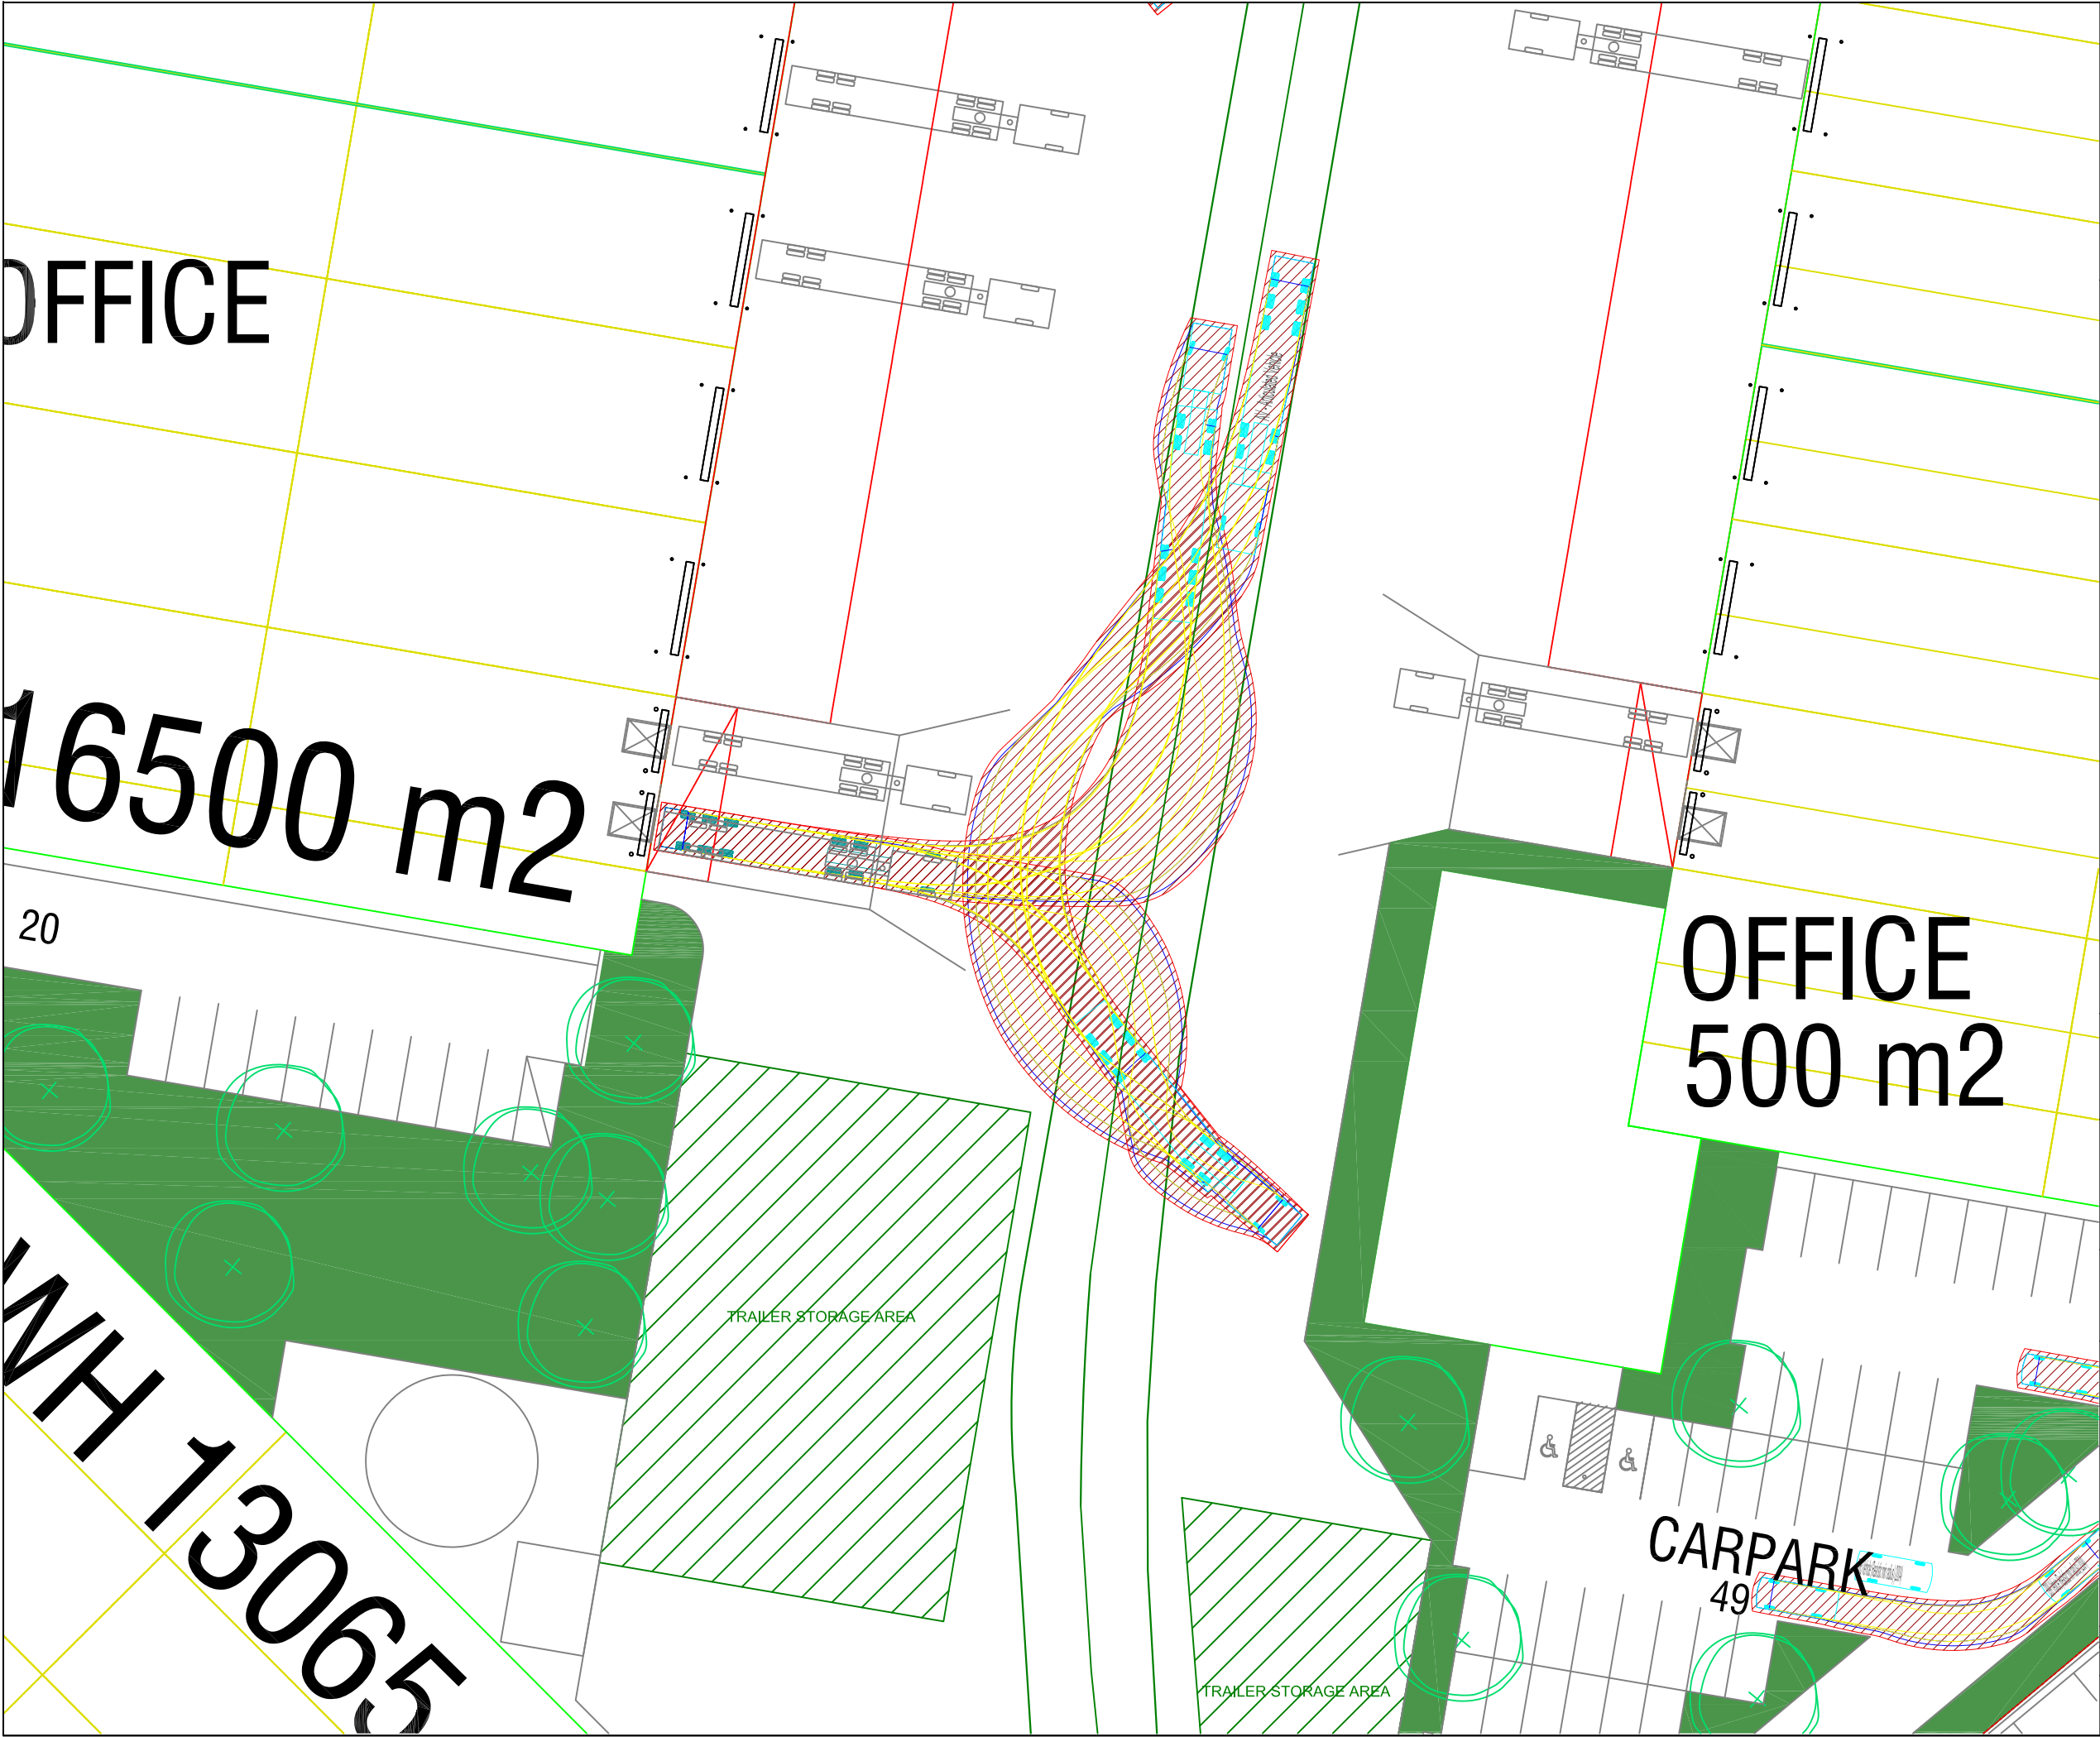 OFFICE
16500 m2
20
OFFICE
500 m2
TRAILER STORAGE AREA
WH 13065
CARPARK
49
TRAILER STORAGE AREA